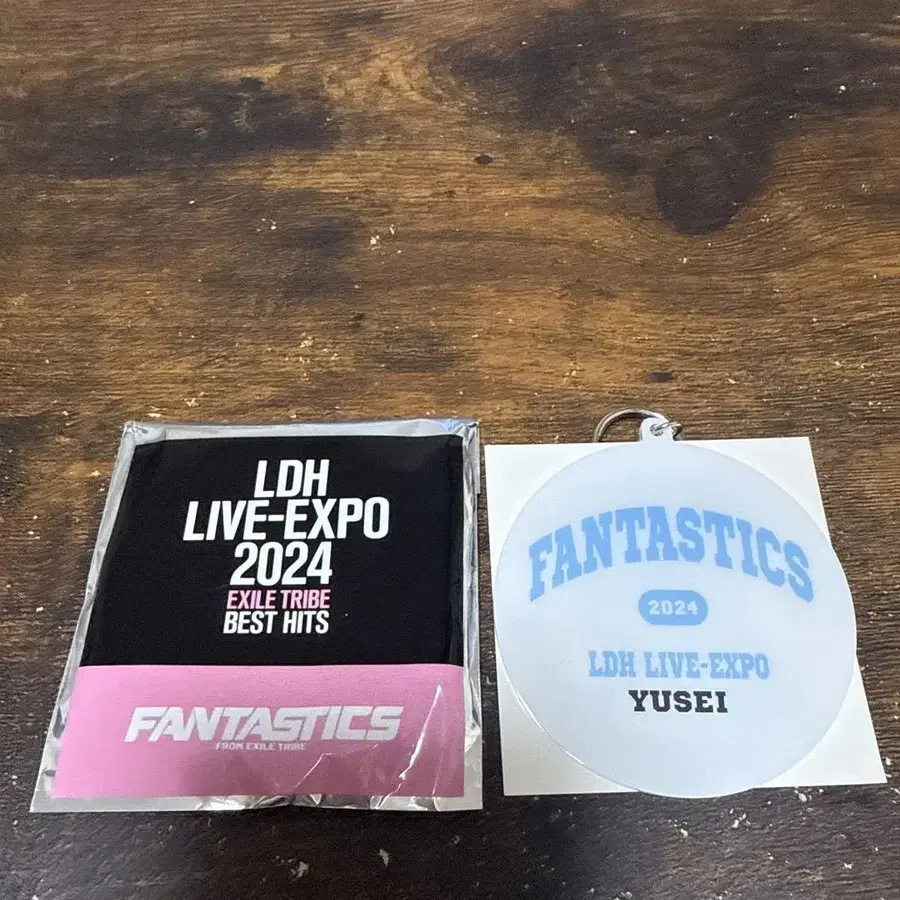 LDH
LIVE-EXPO
2024
EXILE TRIBE
BEST HITS
FANTASTICS
FROM EXILE TRIBE
FANTASTICS
2024
LDH LIVE-EXPO
YUSEI